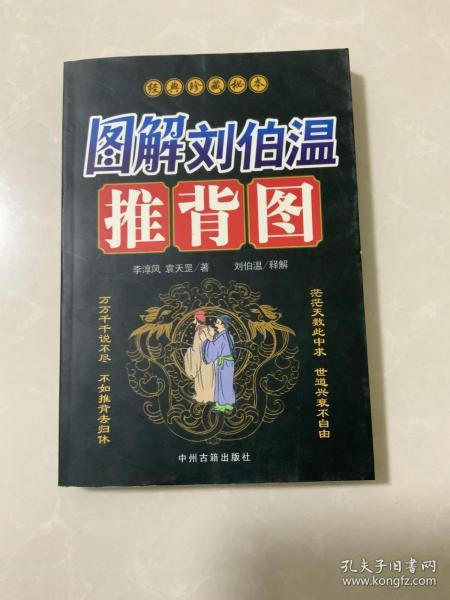 经典珍藏秘本
图解刘伯温
推背图
李淳风 袁天罡/著 刘伯温/释解
茫茫天数此中求 世道兴衰不自由
万万千千说不尽 不如推背去归休
中州古籍出版社
孔夫子旧书网
www.kongfz.com